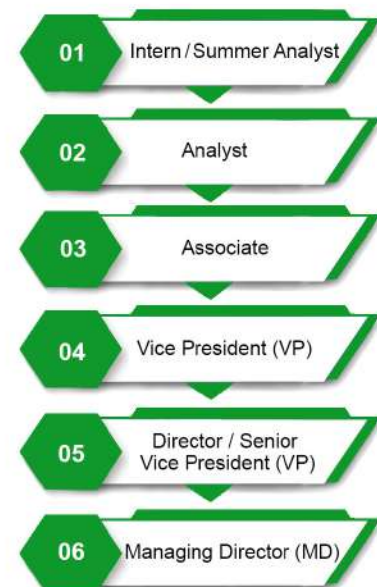 01
Intern / Summer Analyst
02
Analyst
03
Associate
04
Vice President (VP)
05
Director / Senior
Vice President (VP)
06
Managing Director (MD)